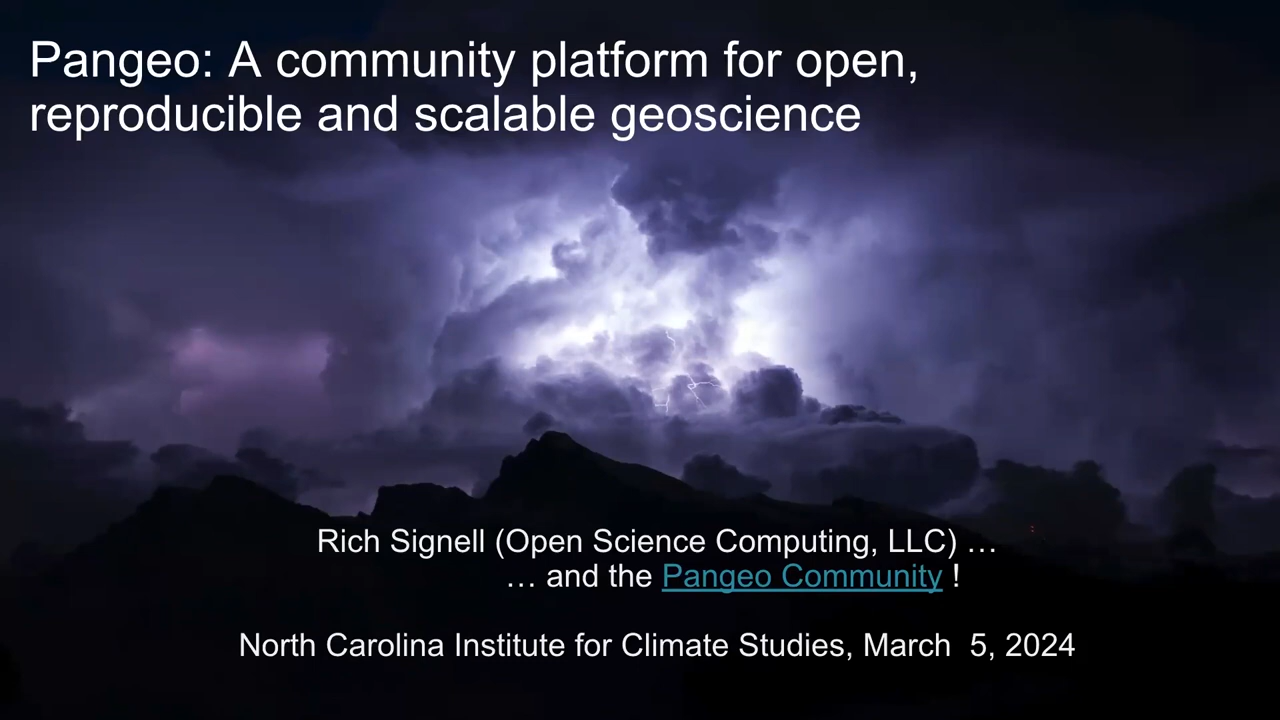 Pangeo: A community platform for open,
reproducible and scalable geoscience
Rich Signell (Open Science Computing, LLC) …
… and the Pangeo Community !
North Carolina Institute for Climate Studies, March  5, 2024